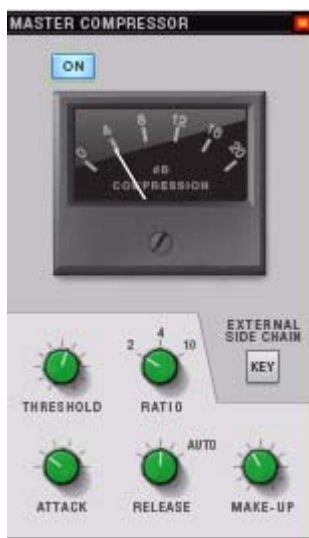 MASTER COMPRESSOR
ON
0 4 8 12 16 20
dB
COMPRESSION
EXTERNAL
SIDE CHAIN
KEY
2 4 10
THRESHOLD RATIO
AUTO
ATTACK RELEASE MAKE-UP